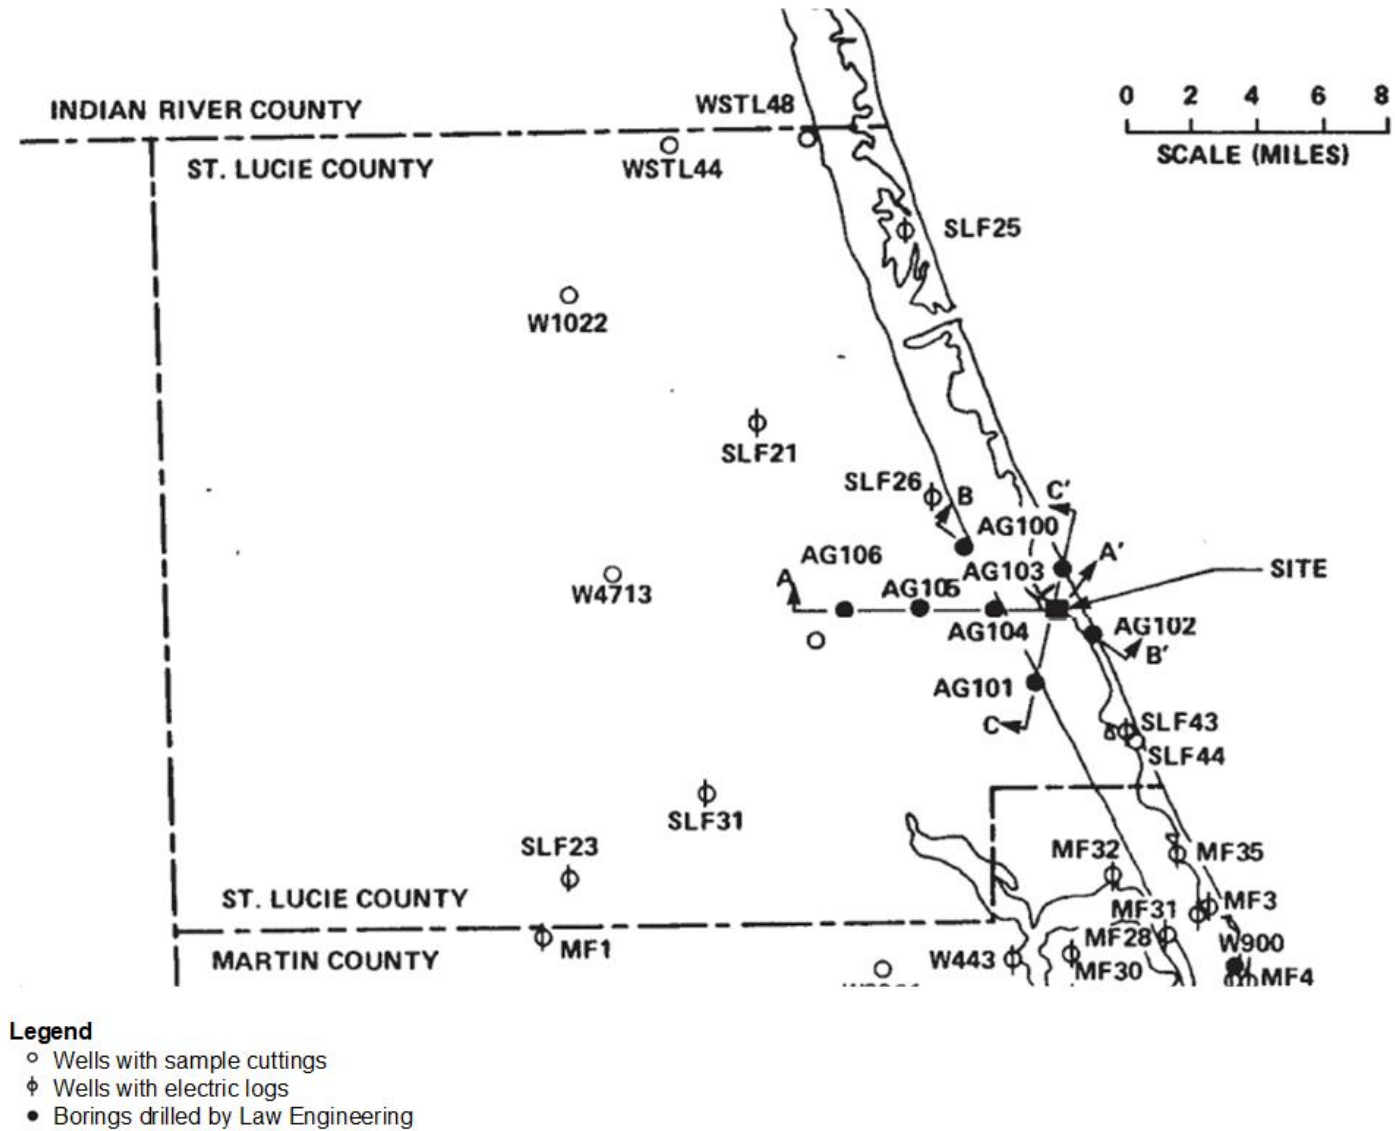 INDIAN RIVER COUNTY
WSTL48
0 2 4 6 8
SCALE (MILES)
ST. LUCIE COUNTY
WSTL44
SLF25
W1022
SLF21
SLF26
B
C'
AG100
AG106
A'
AG103
SITE
A
AG105
W4713
AG104
AG102
B'
AG101
C
SLF43
SLF44
SLF31
SLF23
MF32
MF35
ST. LUCIE COUNTY
MF31
MF3
MF28
W900
MF1
MARTIN COUNTY
W443
MF30
MF4
Legend
Wells with sample cuttings
Wells with electric logs
Borings drilled by Law Engineering